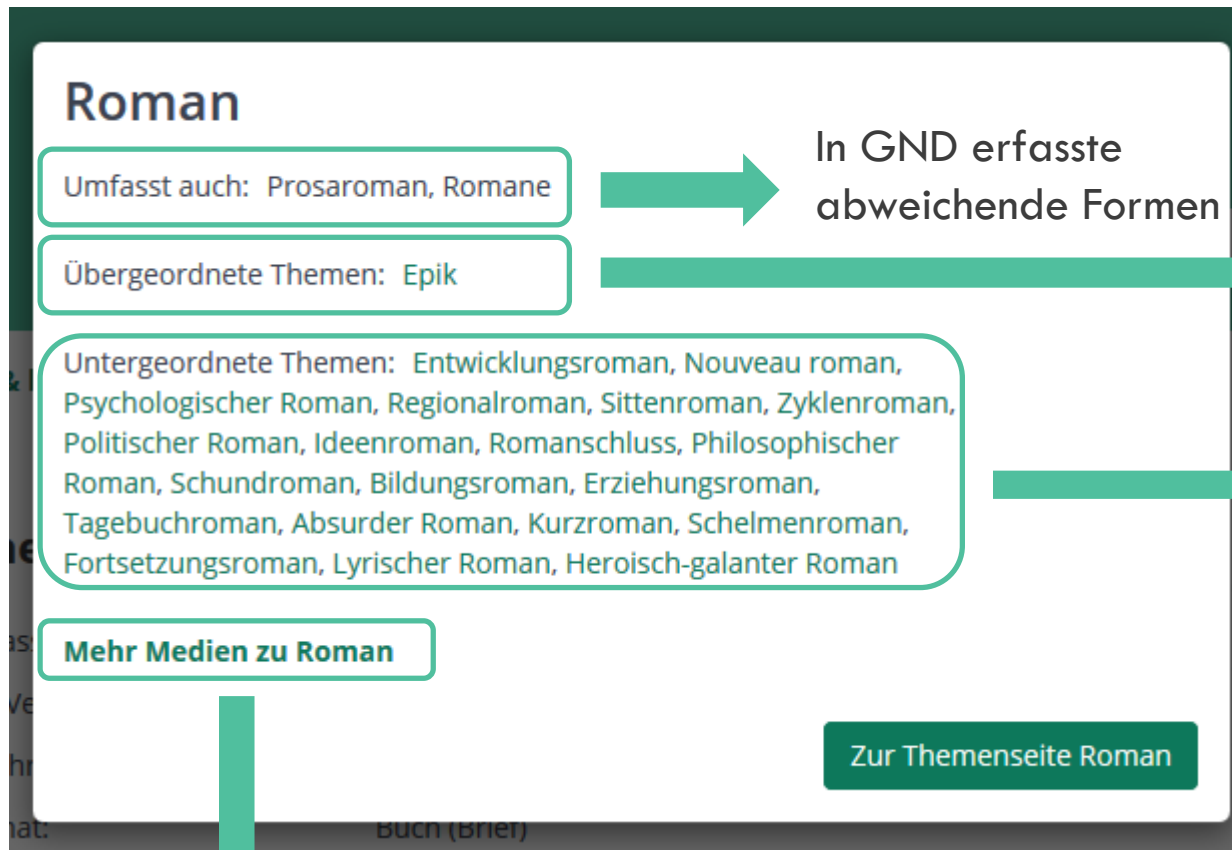 Roman
In GND erfasste
abweichende Formen
Umfasst auch: Prosaroman, Romane
Übergeordnete Themen: Epik
Untergeordnete Themen: Entwicklungsroman, Nouveau roman,
Psychologischer Roman, Regionalroman, Sittenroman, Zyklenroman,
Politischer Roman, Ideenroman, Romanschluss, Philosophischer
Roman, Schundroman, Bildungsroman, Erziehungsroman,
Tagebuchroman, Absurder Roman, Kurzroman, Schelmenroman,
Fortsetzungsroman, Lyrischer Roman, Heroisch-galanter Roman
Mehr Medien zu Roman
Zur Themenseite Roman
Buch (Brief)